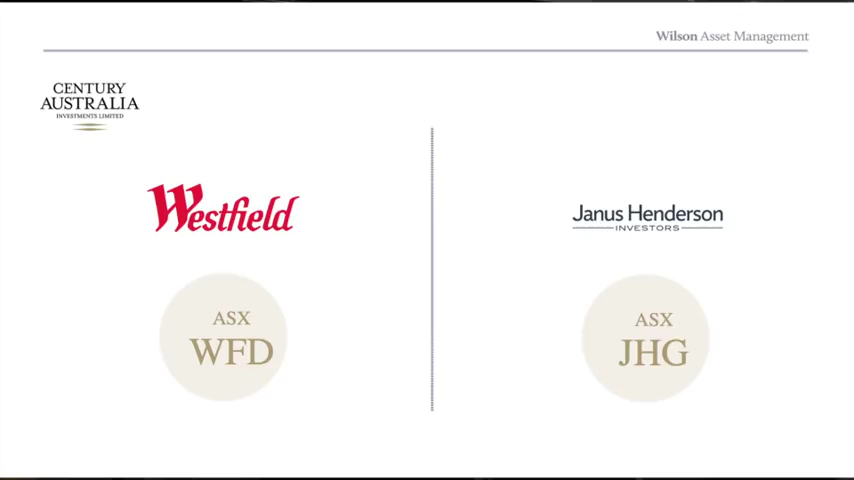 Wilson Asset Management
CENTURY
AUSTRALIA
INVESTMENTS LIMITED
Westfield
ASX
WFD
Janus Henderson
INVESTORS
ASX
JHG